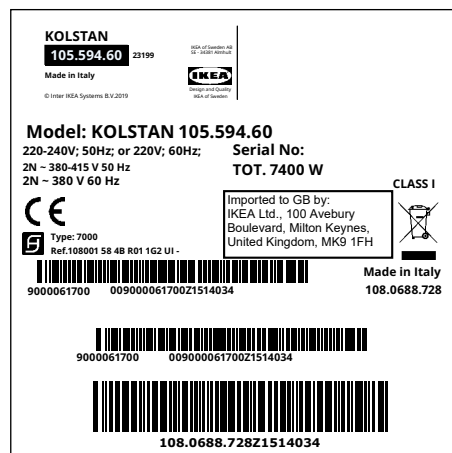 KOLSTAN
105.594.60 23199
Made in Italy
© Inter IKEA Systems B.V.2019
IKEA of Sweden AB
SE - 34381 Älmhult
IKEA
Design and Quality
IKEA of Sweden
Model: KOLSTAN 105.594.60
220-240V; 50Hz; or 220V; 60Hz;
2N ~ 380-415 V 50 Hz
2N ~ 380 V 60 Hz
Serial No:
TOT. 7400 W
CLASS I
CE
Imported to GB by:
IKEA Ltd., 100 Avebury
Boulevard, Milton Keynes,
United Kingdom, MK9 1FH
Type: 7000
Ref.108001 58 4B R01 1G2 UI -
Made in Italy
108.0688.728
9000061700 009000061700Z1514034
9000061700 009000061700Z1514034
108.0688.728Z1514034